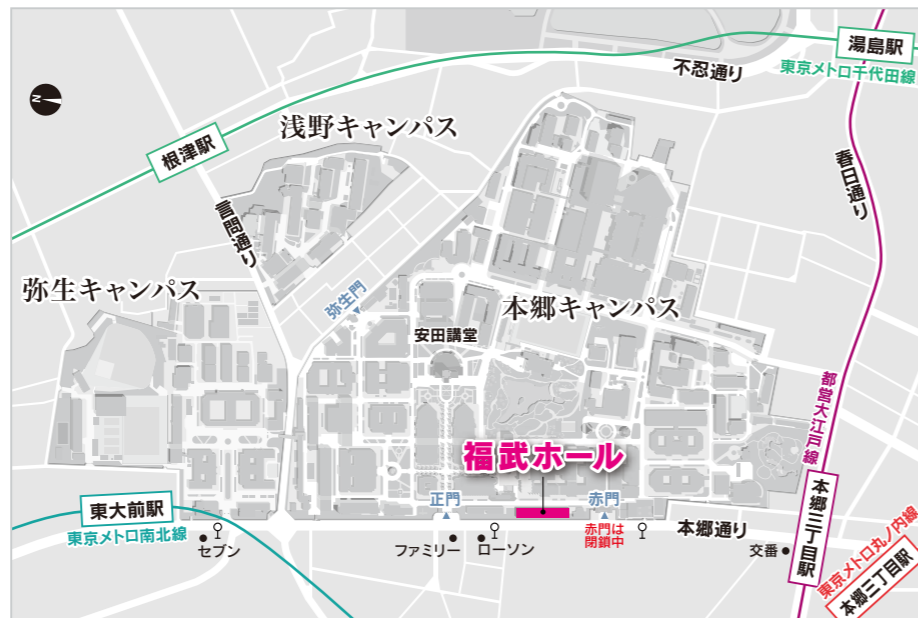 湯島駅
東京メトロ千代田線
不忍通り
N
浅野キャンパス
根津駅
春日通り
言問通り
弥生キャンパス
弥生門
本郷キャンパス
安田講堂
都営大江戸線
福武ホール
東大前駅
東京メトロ南北線
正門
赤門
赤門は
閉鎖中
本郷通り
本郷三丁目駅
セブン
ファミリー
ローソン
交番
東京メトロ丸ノ内線
本郷三丁目駅